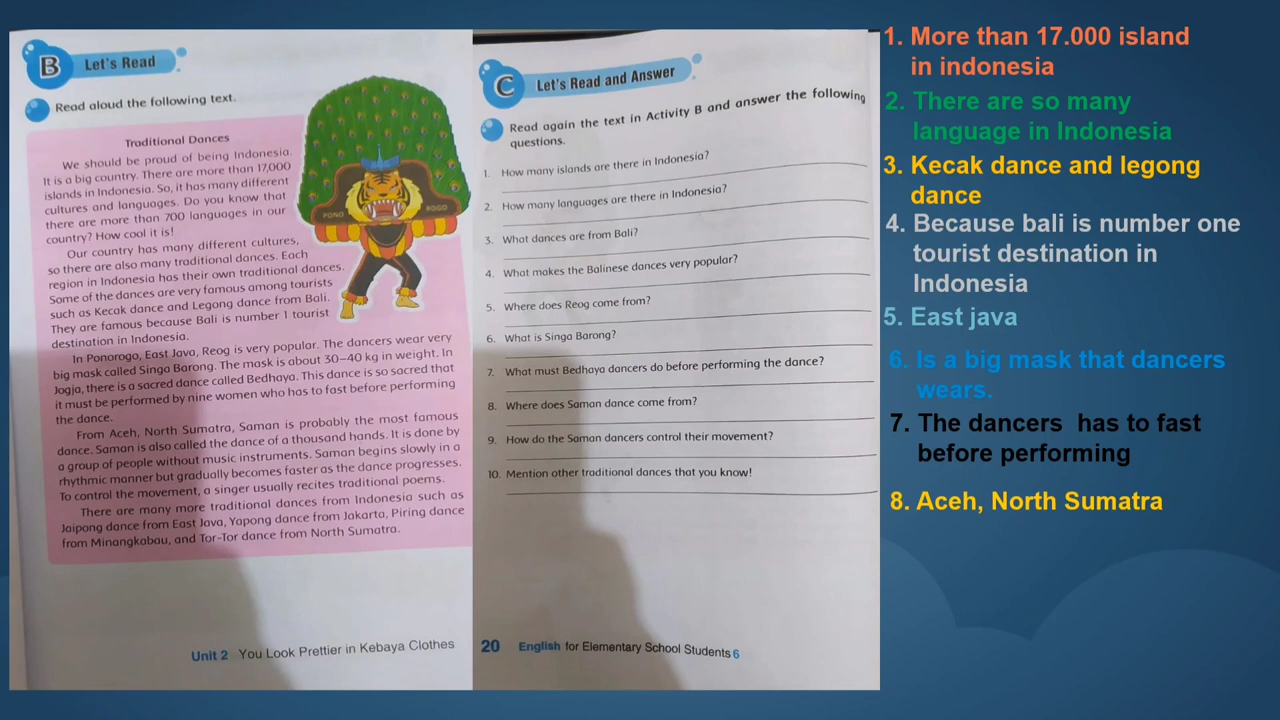 B Let's Read
Read aloud the following text.
Traditional Dances
We should be proud of being Indonesia.
It is a big country. There are more than 17,000
islands in Indonesia. So, it has many different
cultures and languages. Do you know that
there are more than 700 languages in our
country? How cool it is!
Our country has many different cultures,
so there are also many traditional dances. Each
region in Indonesia has their own traditional dances.
Some of the dances are very famous among tourists
such as Kecak dance and Legong dance from Bali.
They are famous because Bali is number 1 tourist
destination in Indonesia.
In Ponorogo, East Java, Reog is very popular. The dancers wear very
big mask called Singa Barong. The mask is about 30–40 kg in weight. In
Jogja, there is a sacred dance called Bedhaya. This dance is so sacred that
it must be performed by nine women who has to fast before performing
the dance.
From Aceh, North Sumatra, Saman is probably the most famous
dance. Saman is also called the dance of a thousand hands. It is done by
a group of people without music instruments. Saman begins slowly in a
rhythmic manner but gradually becomes faster as the dance progresses.
To control the movement, a singer usually recites traditional poems.
There are many more traditional dances from Indonesia such as
Jaipong dance from East Java, Yapong dance from Jakarta, Piring dance
from Minangkabau, and Tor-Tor dance from North Sumatra.
PONO ROGO
Unit 2 You Look Prettier in Kebaya Clothes
C Let's Read and Answer
Read again the text in Activity B and answer the following
questions.
1. How many islands are there in Indonesia?
2. How many languages are there in Indonesia?
3. What dances are from Bali?
4. What makes the Balinese dances very popular?
5. Where does Reog come from?
6. What is Singa Barong?
7. What must Bedhaya dancers do before performing the dance?
8. Where does Saman dance come from?
9. How do the Saman dancers control their movement?
10. Mention other traditional dances that you know!
20 English for Elementary School Students 6
1. More than 17.000 island
in indonesia
2. There are so many
language in Indonesia
3. Kecak dance and legong
dance
4. Because bali is number one
tourist destination in
Indonesia
5. East java
6. Is a big mask that dancers
wears.
7. The dancers has to fast
before performing
8. Aceh, North Sumatra